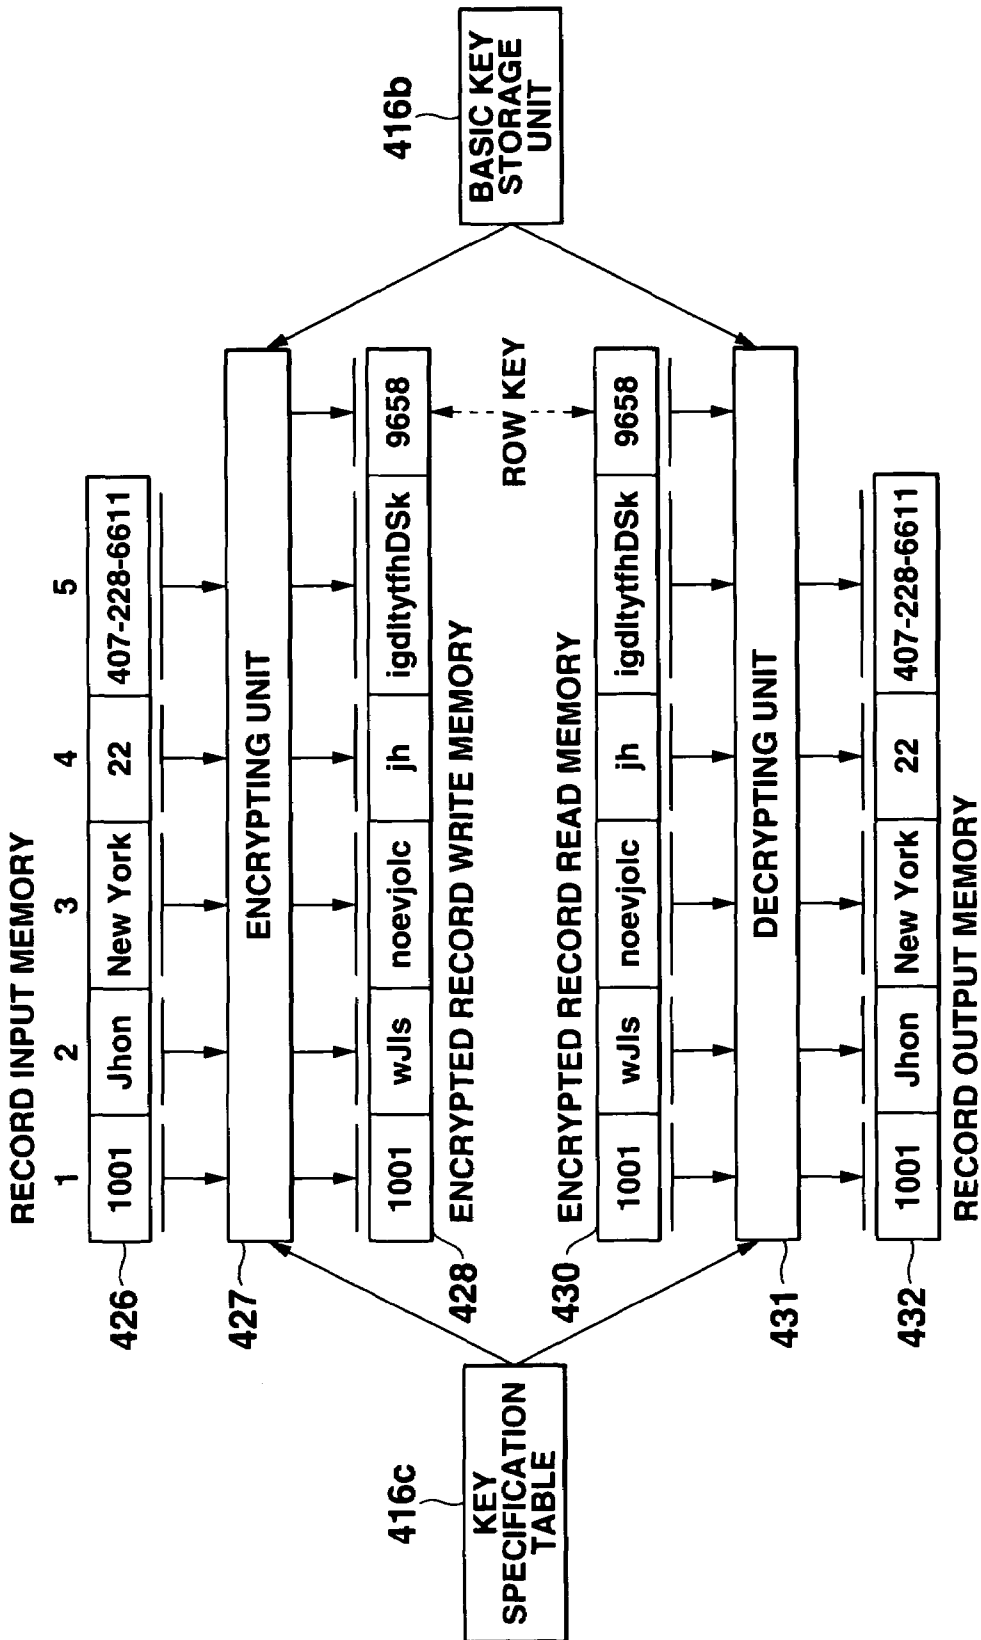 RECORD INPUT MEMORY
1 2 3 4 5
426
1001 Jhon New York 22 407-228-6611
427
ENCRYPTING UNIT
428
1001 wJls noevjolc jh igdltytfhDSk 9658
ENCRYPTED RECORD WRITE MEMORY
416c
KEY
SPECIFICATION
TABLE
ROW KEY
416b
BASIC KEY
STORAGE
UNIT
ENCRYPTED RECORD READ MEMORY
430
1001 wJls noevjolc jh igdltytfhDSk 9658
431
DECRYPTING UNIT
432
1001 Jhon New York 22 407-228-6611
RECORD OUTPUT MEMORY